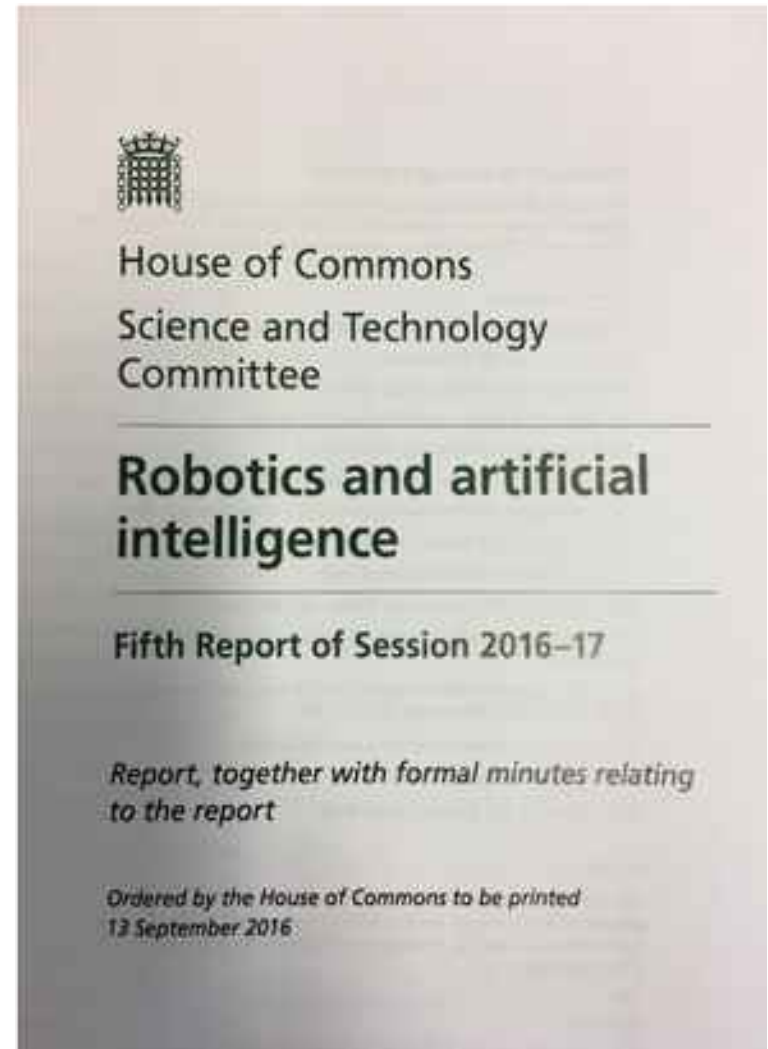 House of Commons
Science and Technology
Committee
Robotics and artificial
intelligence
Fifth Report of Session 2016–17
Report, together with formal minutes relating
to the report
Ordered by the House of Commons to be printed
13 September 2016